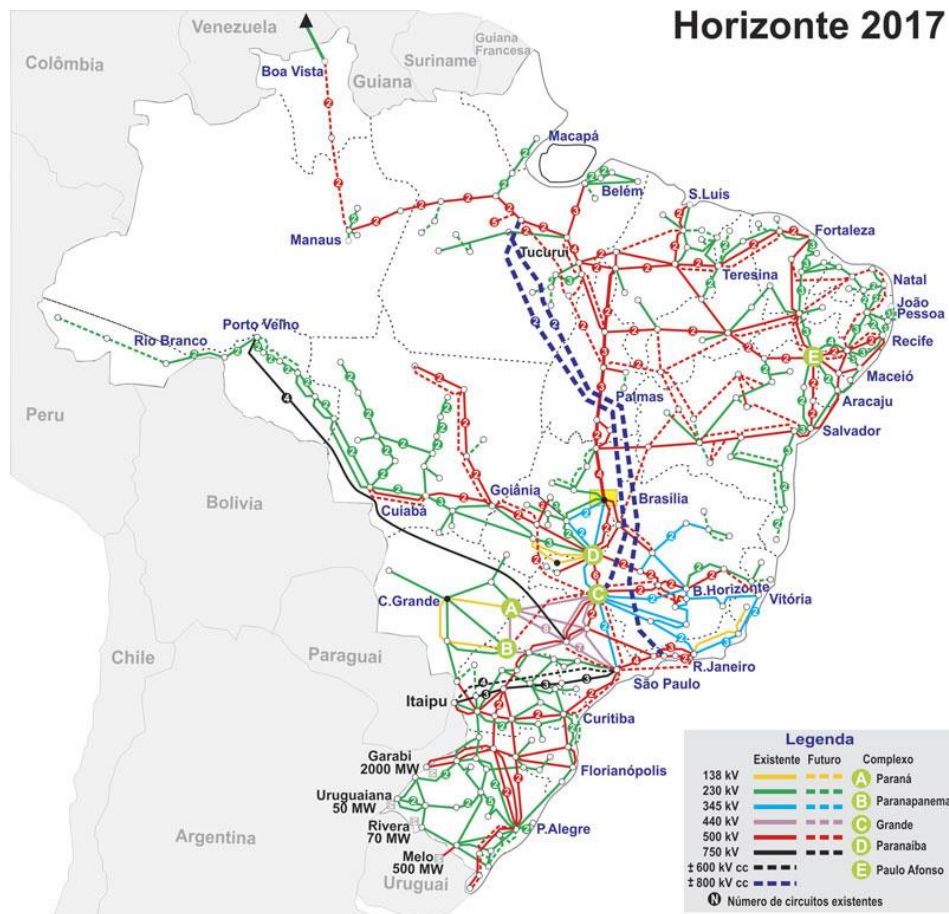 Horizonte 2017
Venezuela
Guiana
Francesa
Suriname
Colômbia
Boa Vista
Guiana
Macapá
Belém
S.Luís
Fortaleza
Manaus
Tucuruí
Teresina
Natal
João
Pessoa
Porto Velho
Rio Branco
Recife
E
Maceió
Palmas
Aracaju
Peru
Salvador
Goiânia
Brasília
Bolivia
Cuiabá
D
B.Horizonte
C.Grande
A
C
Vitória
B
Chile
Paraguai
R.Janeiro
São Paulo
Itaipu
Curitiba
Garabi
2000 MW
Florianópolis
Uruguaiana
50 MW
Rivera
70 MW
P.Alegre
Melo
500 MW
Argentina
Uruguai
Legenda
Existente Futuro Complexo
138 kV A Paraná
230 kV B Paranapanema
345 kV
440 kV C Grande
500 kV D Paranaíba
750 kV
±600 kV cc E Paulo Afonso
±800 kV cc
N Número de circuitos existentes